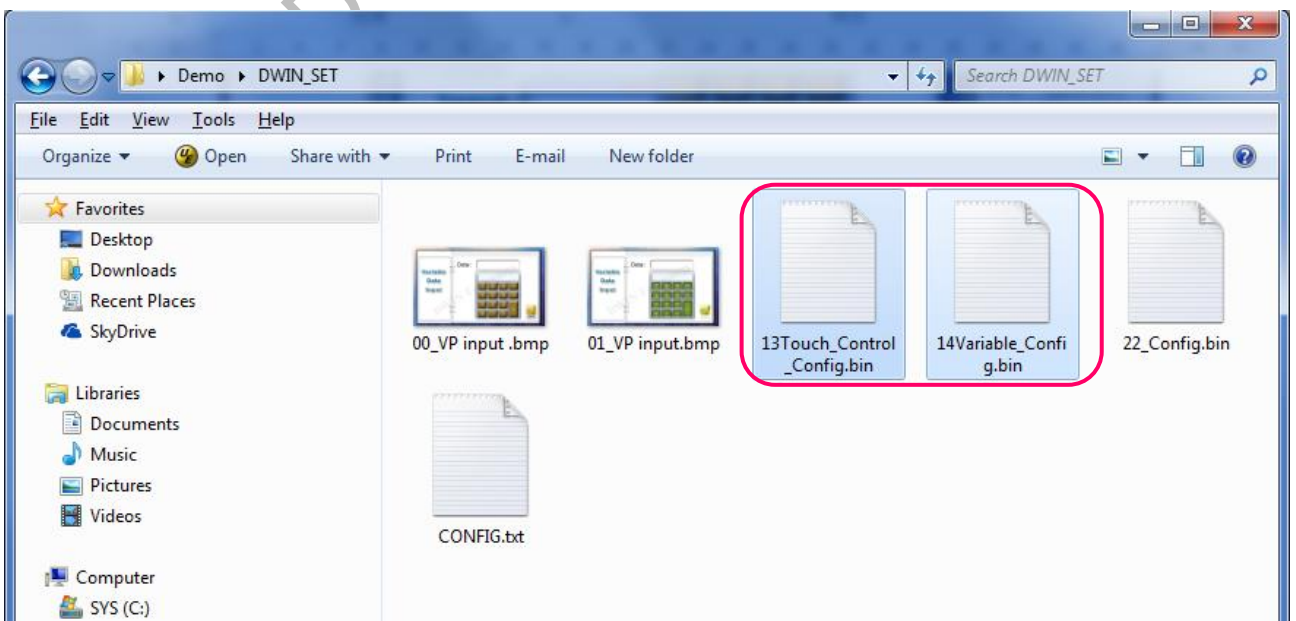 Demo ▸ DWIN_SET
Search DWIN_SET
File Edit View Tools Help
Organize Open Share with Print E-mail New folder
Favorites
Desktop
Downloads
Recent Places
SkyDrive
Libraries
Documents
Music
Pictures
Videos
Computer
SYS (C:)
00_VP input .bmp
01_VP input.bmp
13Touch_Control
_Config.bin
14Variable_Confi
g.bin
22_Config.bin
CONFIG.txt